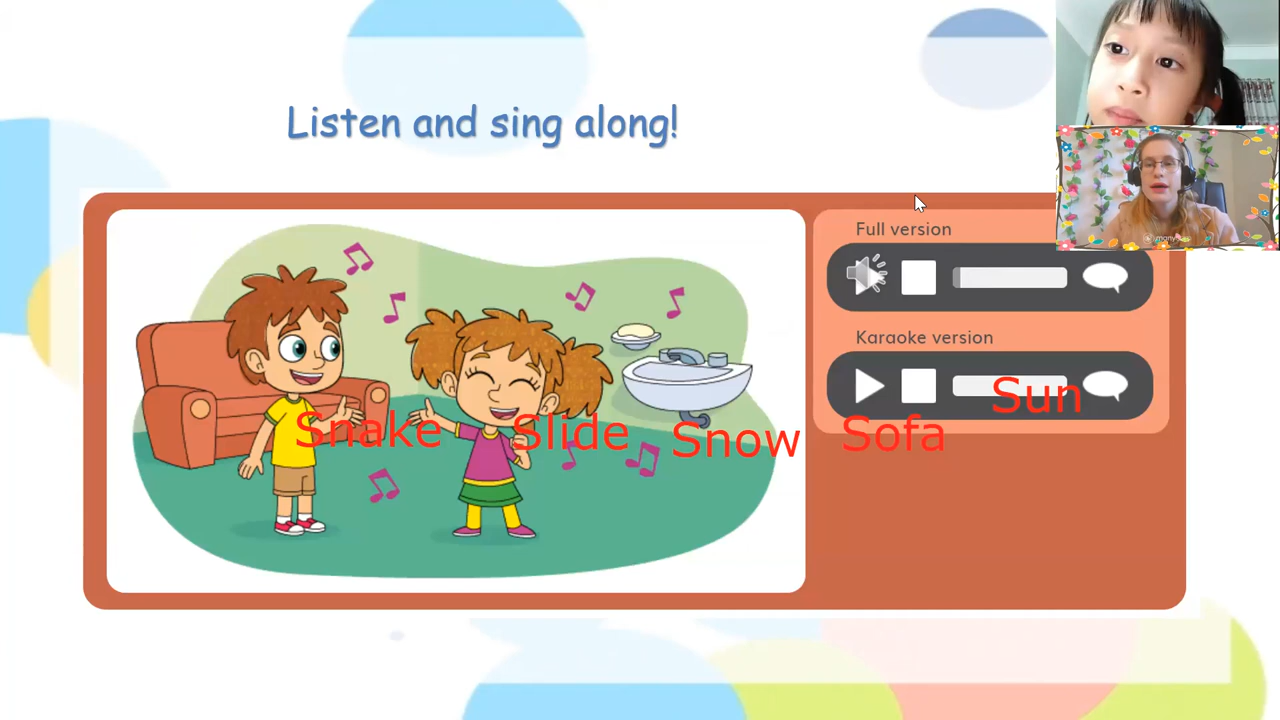 Listen and sing along!
Full version
Karaoke version
Sun
Snake Slide Snow Sofa